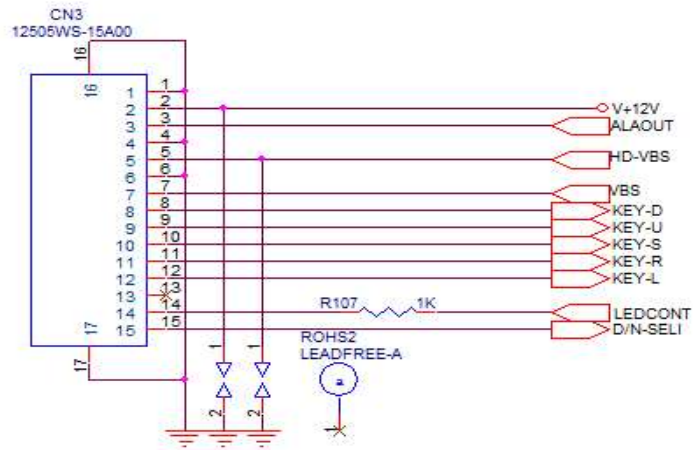 CN3
12505WS-15A00
16
16
1 1
2 2 V+12V
3 3 ALAOUT
4 4
5 5 HD-VBS
6 6
7 7 VBS
8 8 KEY-D
9 9 KEY-U
10 10 KEY-S
11 11 KEY-R
12 12 KEY-L
13 13
14 14 R107 1K LEDCONT
15 15 D/N-SELI
17
17
ROHS2
LEADFREE-A
1 1
a
2 2
1